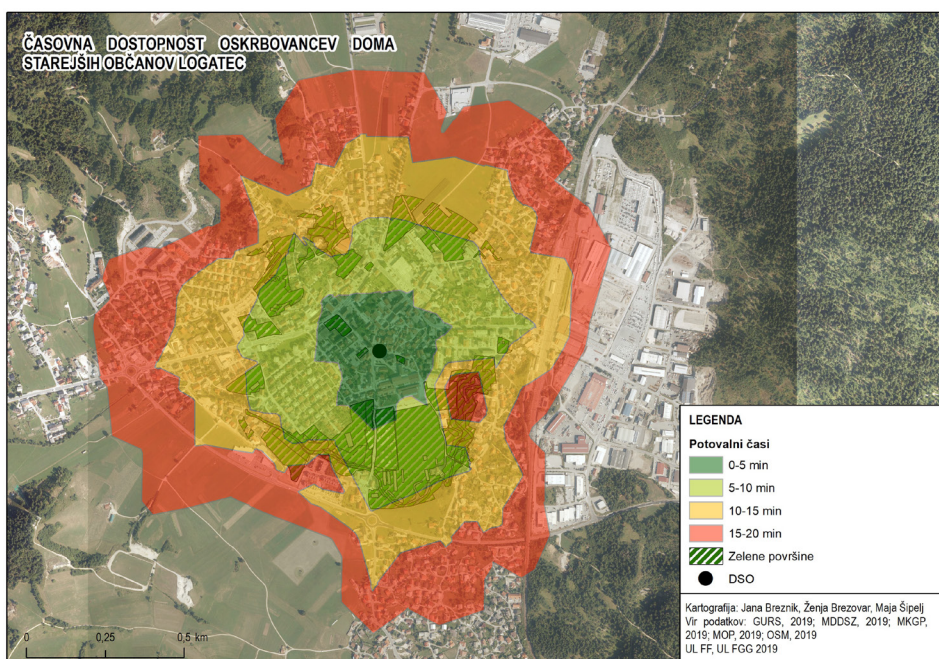 ČASOVNA DOSTOPNOST OSKRBOVANCEV DOMA
STAREJŠIH OBČANOV LOGATEC
LEGENDA
Potovalni časi
0-5 min
5-10 min
10-15 min
15-20 min
Zelene površine
DSO
Kartografija: Jana Breznik, Ženja Brezovar, Maja Šipelj
Vir podatkov: GURS, 2019; MDDSZ, 2019; MKGP,
2019; MOP, 2019; OSM, 2019
UL FF, UL FGG 2019
0 0,25 0,5 km